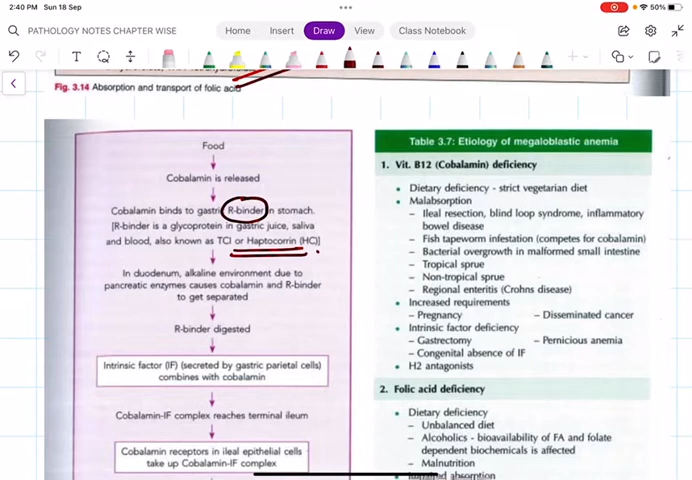 2:40 PM Sun 18 Sep
50%
PATHOLOGY NOTES CHAPTER WISE
Home Insert Draw View Class Notebook
Fig. 3.14 Absorption and transport of folic acid
Food
Cobalamin is released
Cobalamin binds to gastric R-binder in stomach.
[R-binder is a glycoprotein in gastric juice, saliva
and blood, also known as TCI or Haptocorrin (HC)]
In duodenum, alkaline environment due to
pancreatic enzymes causes cobalamin and R-binder
to get separated
R-binder digested
Intrinsic factor (IF) (secreted by gastric parietal cells)
combines with cobalamin
Cobalamin-IF complex reaches terminal ileum
Cobalamin receptors in ileal epithelial cells
take up Cobalamin-IF complex
Table 3.7: Etiology of megaloblastic anemia
1. Vit. B12 (Cobalamin) deficiency
• Dietary deficiency - strict vegetarian diet
• Malabsorption
– Ileal resection, blind loop syndrome, inflammatory
bowel disease
– Fish tapeworm infestation (competes for cobalamin)
– Bacterial overgrowth in malformed small intestine
– Tropical sprue
– Non-tropical sprue
– Regional enteritis (Crohns disease)
• Increased requirements
– Pregnancy – Disseminated cancer
• Intrinsic factor deficiency
– Gastrectomy – Pernicious anemia
– Congenital absence of IF
• H2 antagonists
2. Folic acid deficiency
• Dietary deficiency
– Unbalanced diet
– Alcoholics - bioavailability of FA and folate
dependent biochemicals is affected
– Malnutrition
• Impaired absorption